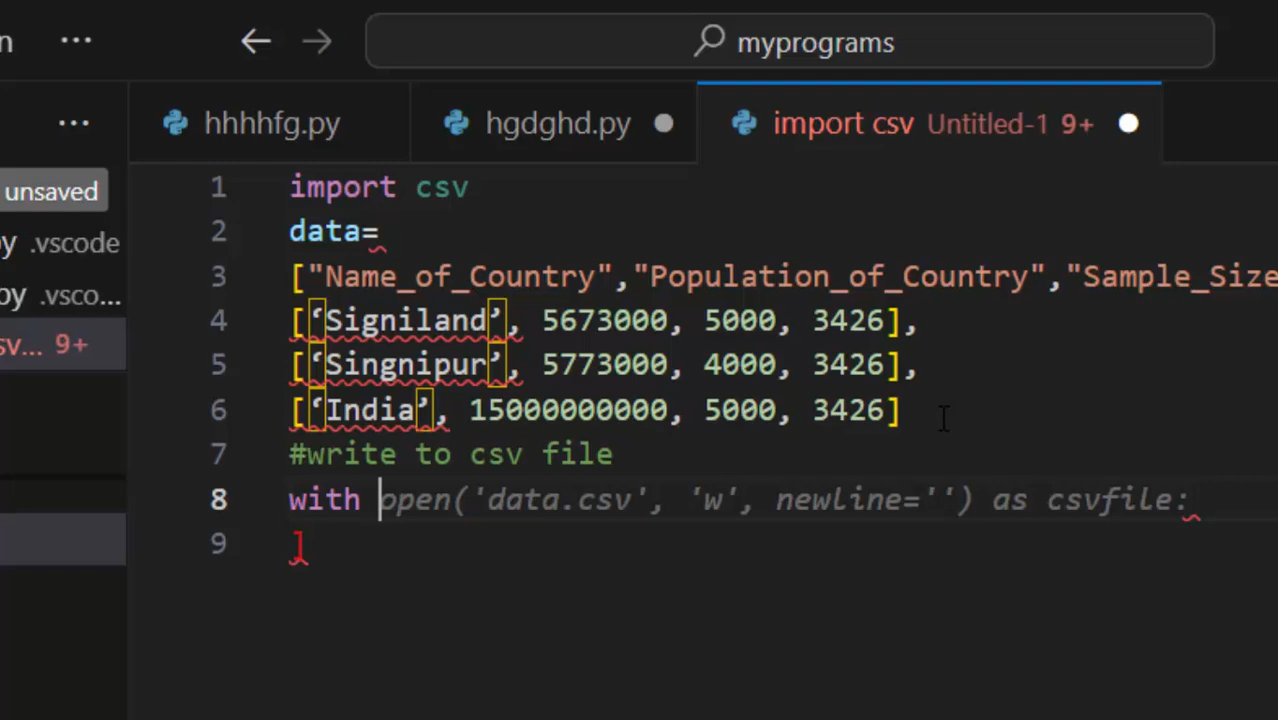 n ... myprograms
... hhhhfg.py hgdghd.py import csv Untitled-1 9+
unsaved
y .vscode
oy .vsco...
sv... 9+
1 import csv
2 data=
3 ["Name_of_Country","Population_of_Country","Sample_Size
4 [‘Signiland’, 5673000, 5000, 3426],
5 [‘Singnipur’, 5773000, 4000, 3426],
6 [‘India’, 15000000000, 5000, 3426]
7 #write to csv file
8 with open('data.csv', 'w', newline='') as csvfile:
9 ]